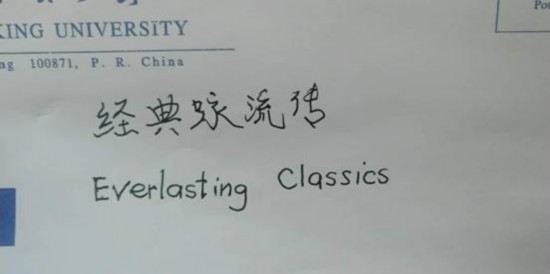 KING UNIVERSITY
100871, P. R. China
经典咏流传
Everlasting Classics